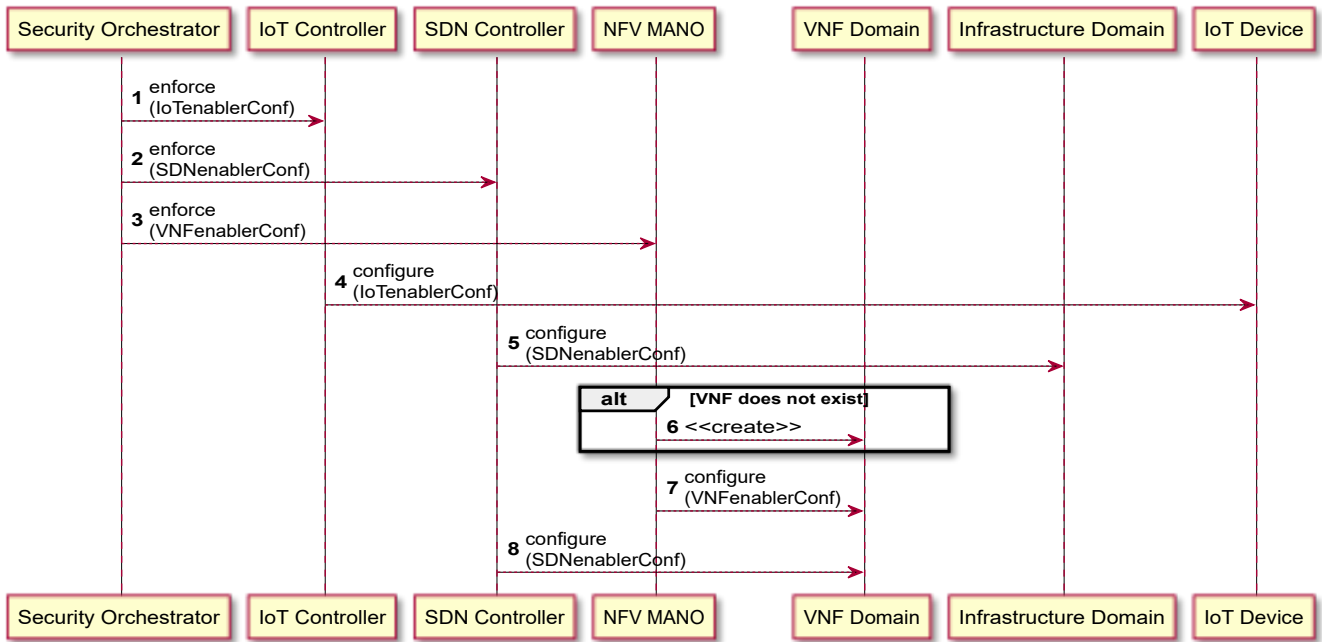 Security Orchestrator
IoT Controller
SDN Controller
NFV MANO
VNF Domain
Infrastructure Domain
IoT Device
1 enforce
(IoTenablerConf)
2 enforce
(SDNenablerConf)
3 enforce
(VNFenablerConf)
4 configure
(IoTenablerConf)
5 configure
(SDNenablerConf)
alt [VNF does not exist]
6 <<create>>
7 configure
(VNFenablerConf)
8 configure
(SDNenablerConf)
Security Orchestrator
IoT Controller
SDN Controller
NFV MANO
VNF Domain
Infrastructure Domain
IoT Device